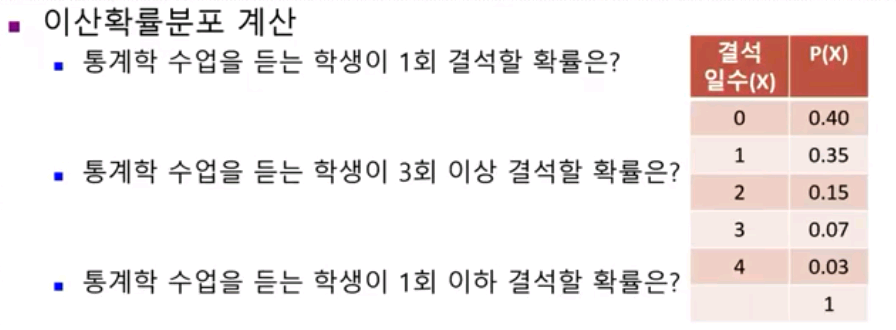 이산확률분포 계산
통계학 수업을 듣는 학생이 1회 결석할 확률은?
통계학 수업을 듣는 학생이 3회 이상 결석할 확률은?
통계학 수업을 듣는 학생이 1회 이하 결석할 확률은?
결석 P(X)
일수(X)
0 0.40
1 0.35
2 0.15
3 0.07
4 0.03
1